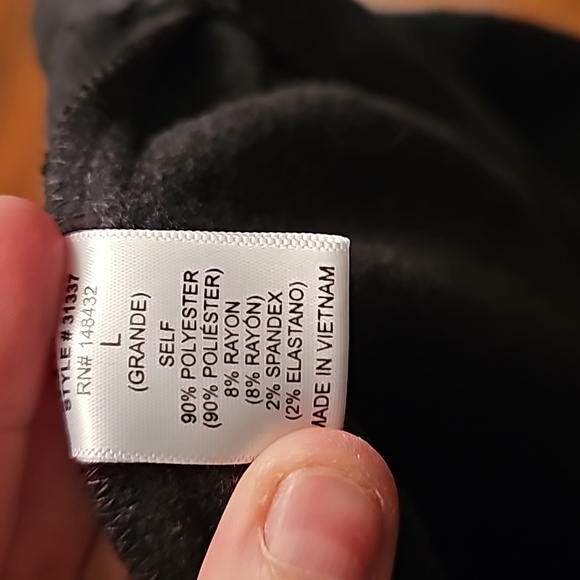 STYLE # 31337
RN# 148432
L
(GRANDE)
SELF
90% POLYESTER
(90% POLIÉSTER)
8% RAYON
(8% RAYÓN)
2% SPANDEX
(2% ELASTANO)
MADE IN VIETNAM